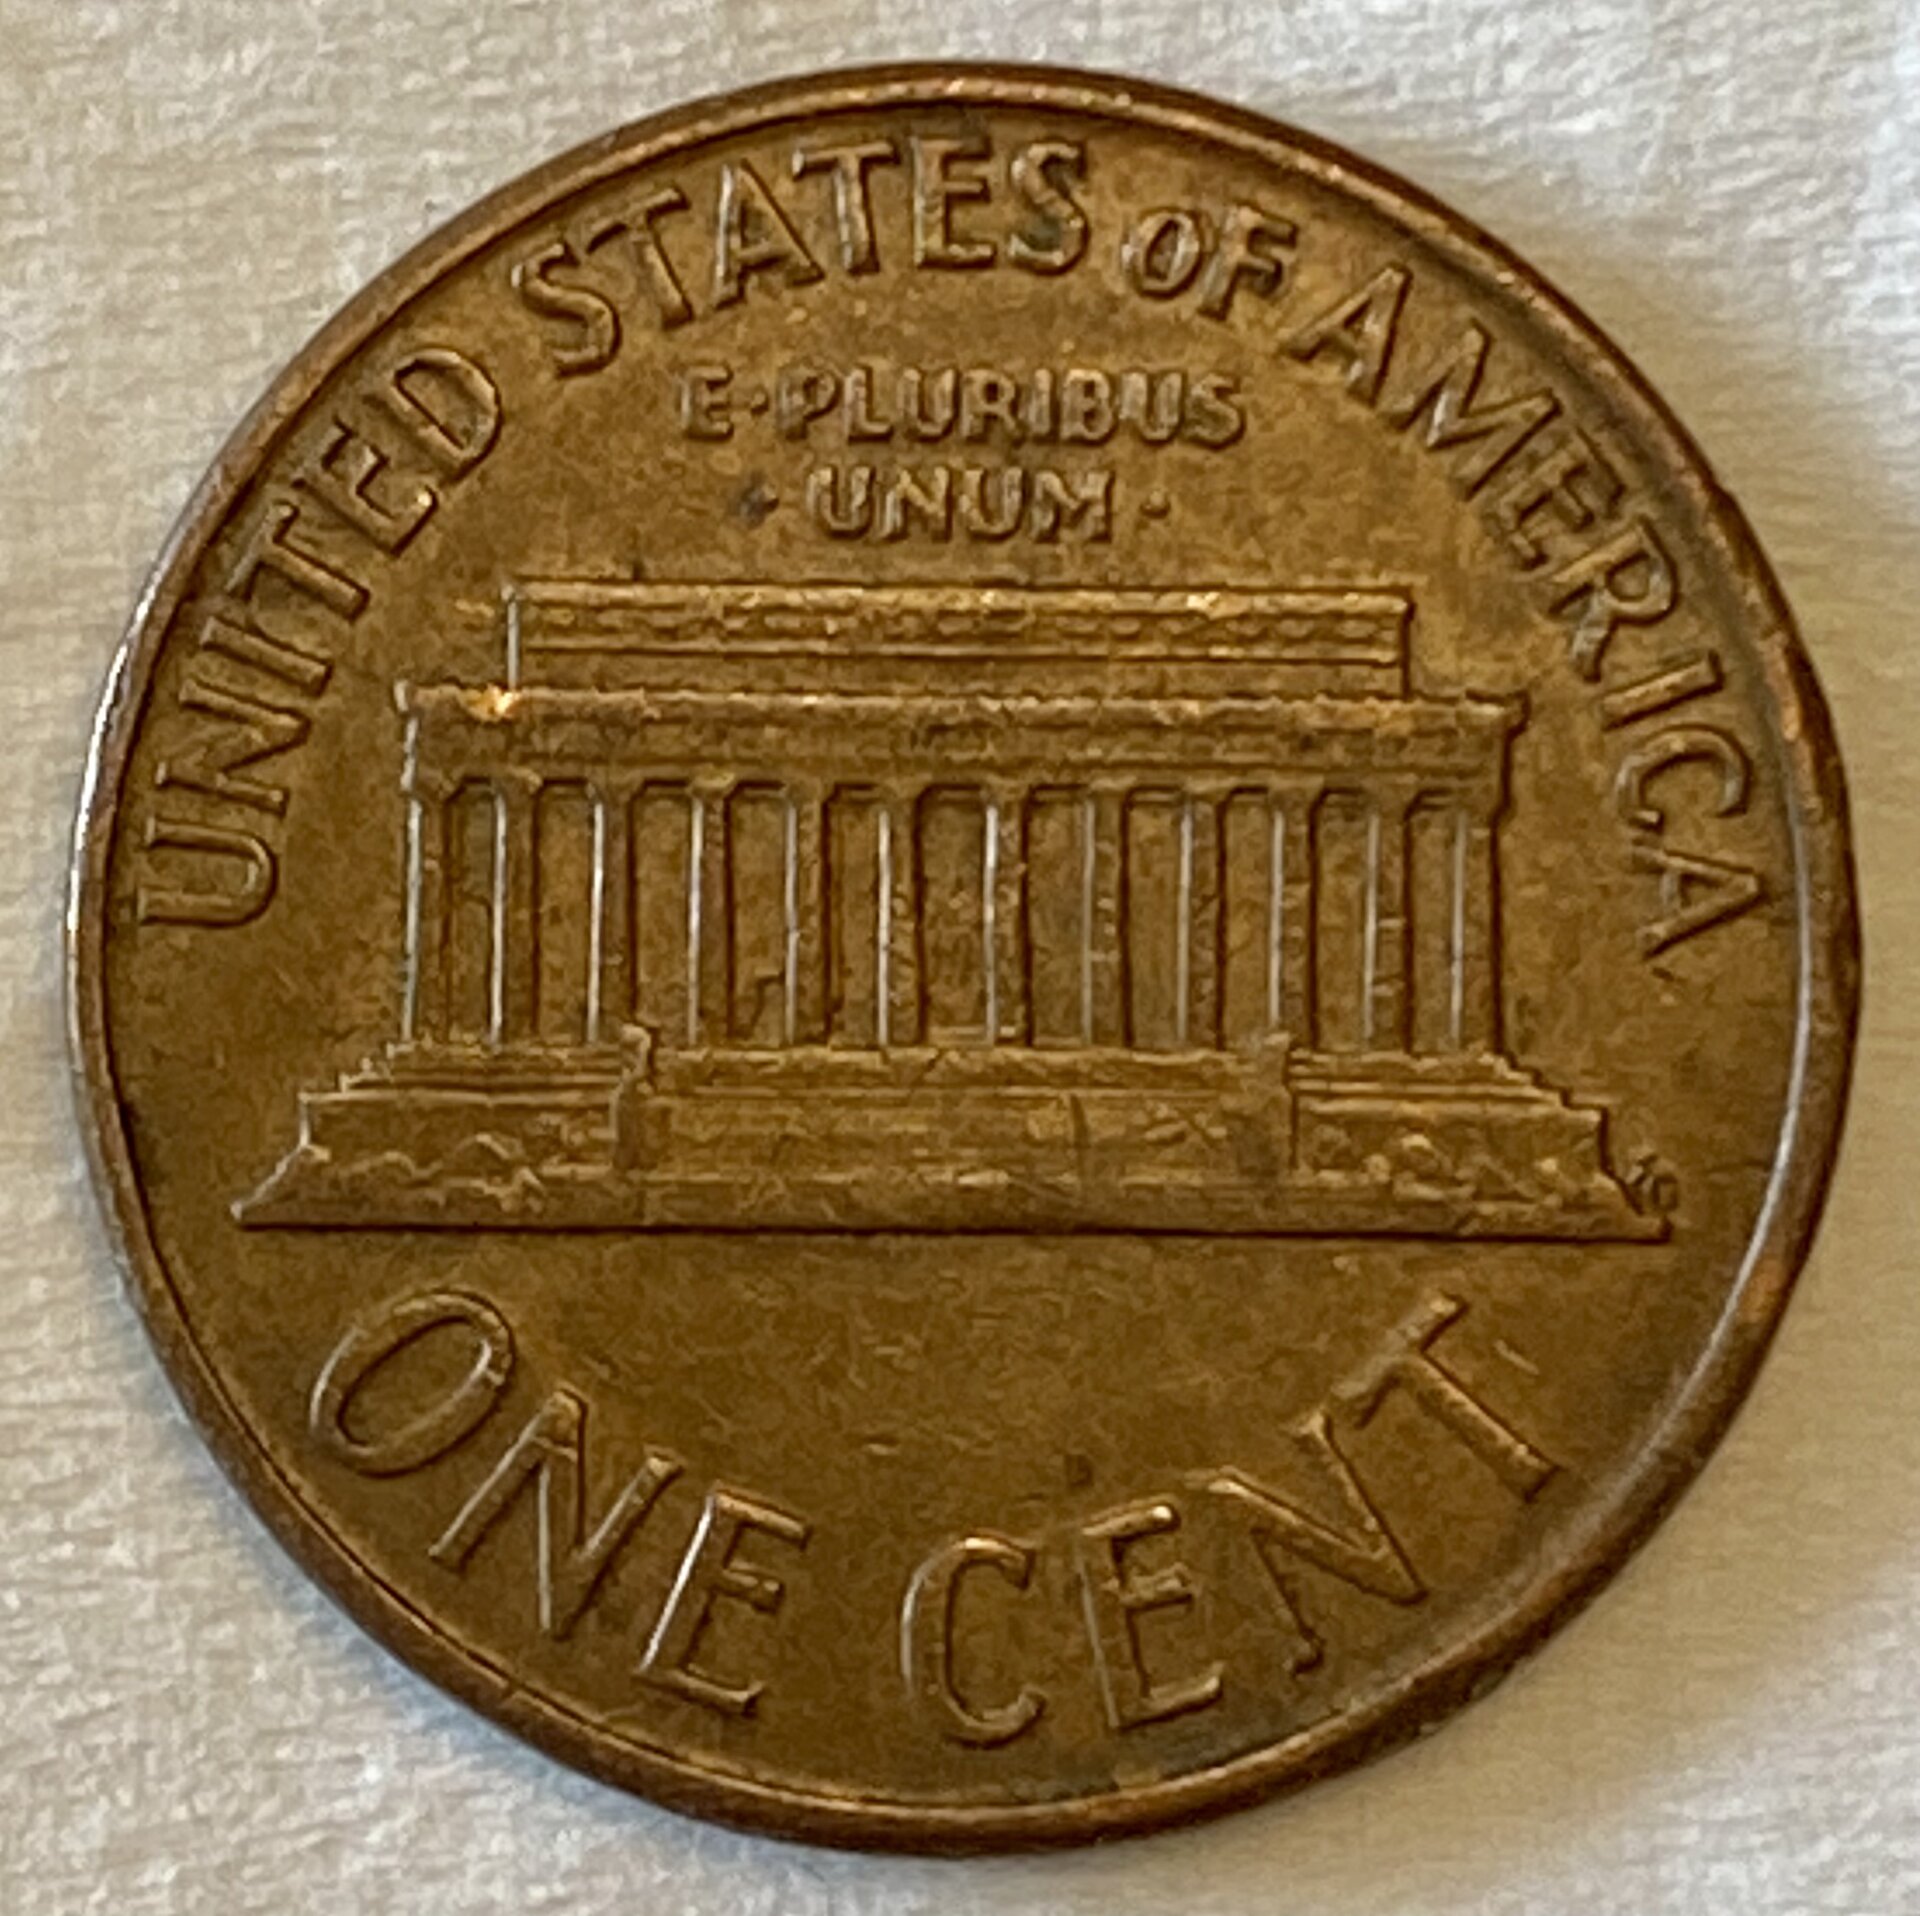 UNITED STATES OF AMERICA
E·PLURIBUS
·UNUM·
ONE CENT